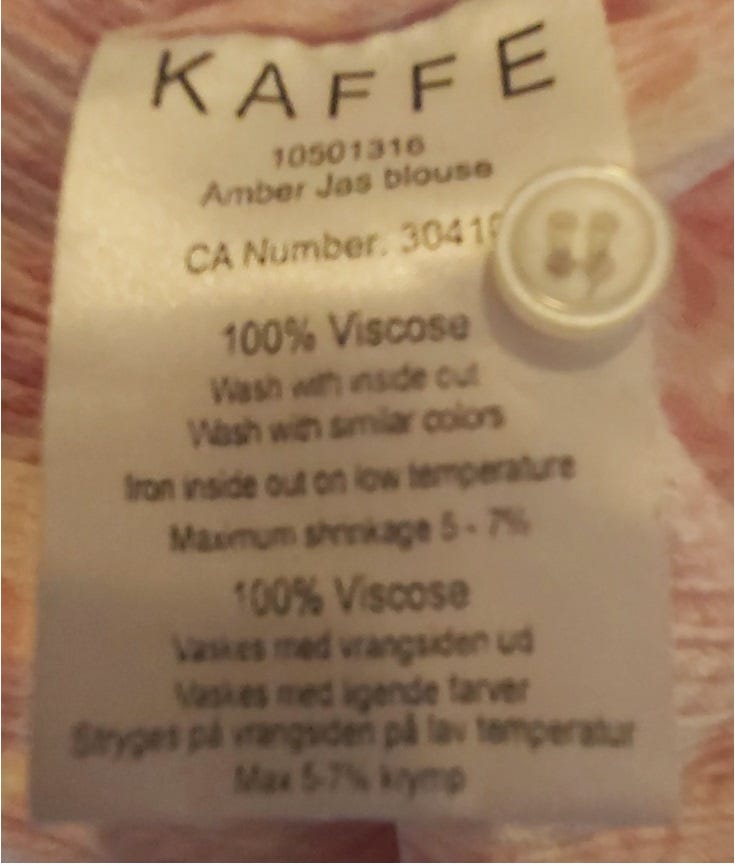 KAFFE
10501316
Amber Jas blouse
CA Number. 3041
100% Viscose
Wash with inside out
Wash with similar colors
Iron inside out on low temperature
Maximum shrinkage 5 - 7%
100% Viscose
Vaskes med vrangsiden ud
Vaskes med ligende farver
Stryges på vrangsiden på lav temperatur
Max 5-7% krymp